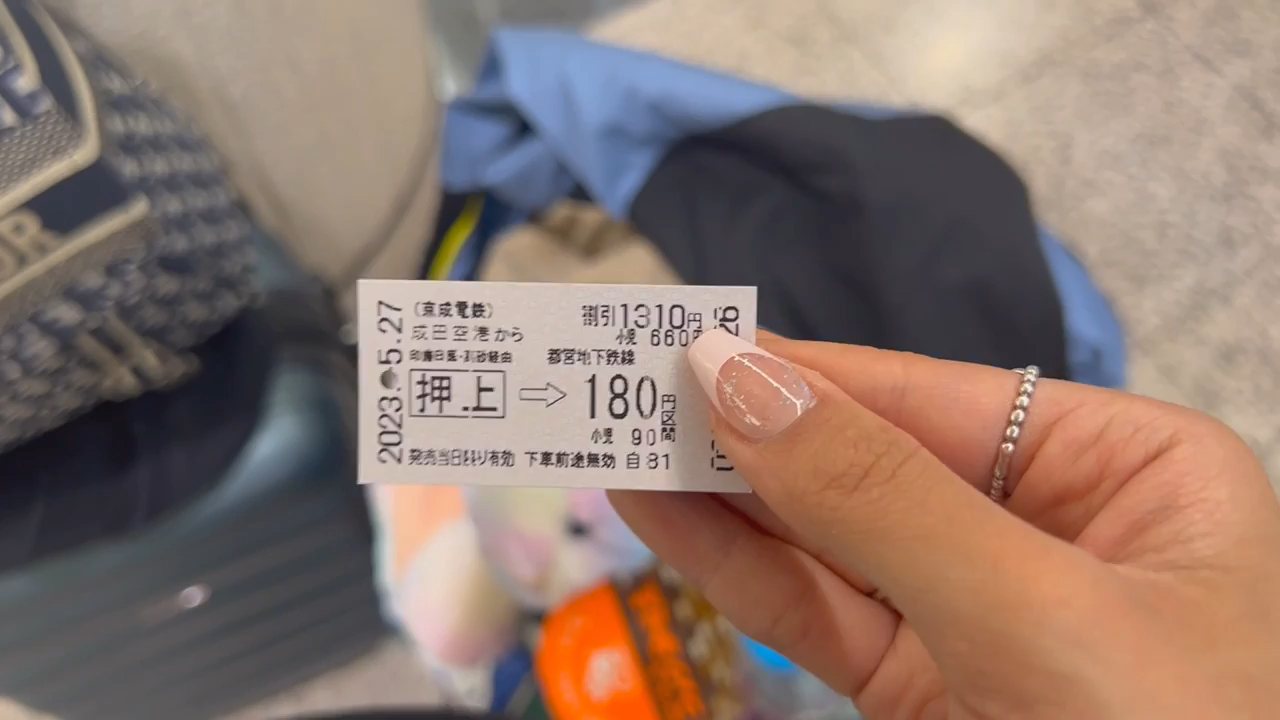 2023.-5.27
(京成電鉄)
成田空港から
割引1310円
小児 660円
印旛日医・京砂経由
都営地下鉄線
押上 ⇨ 180円区間
小児 90
発売当日限り有効 下車前途無効 自81